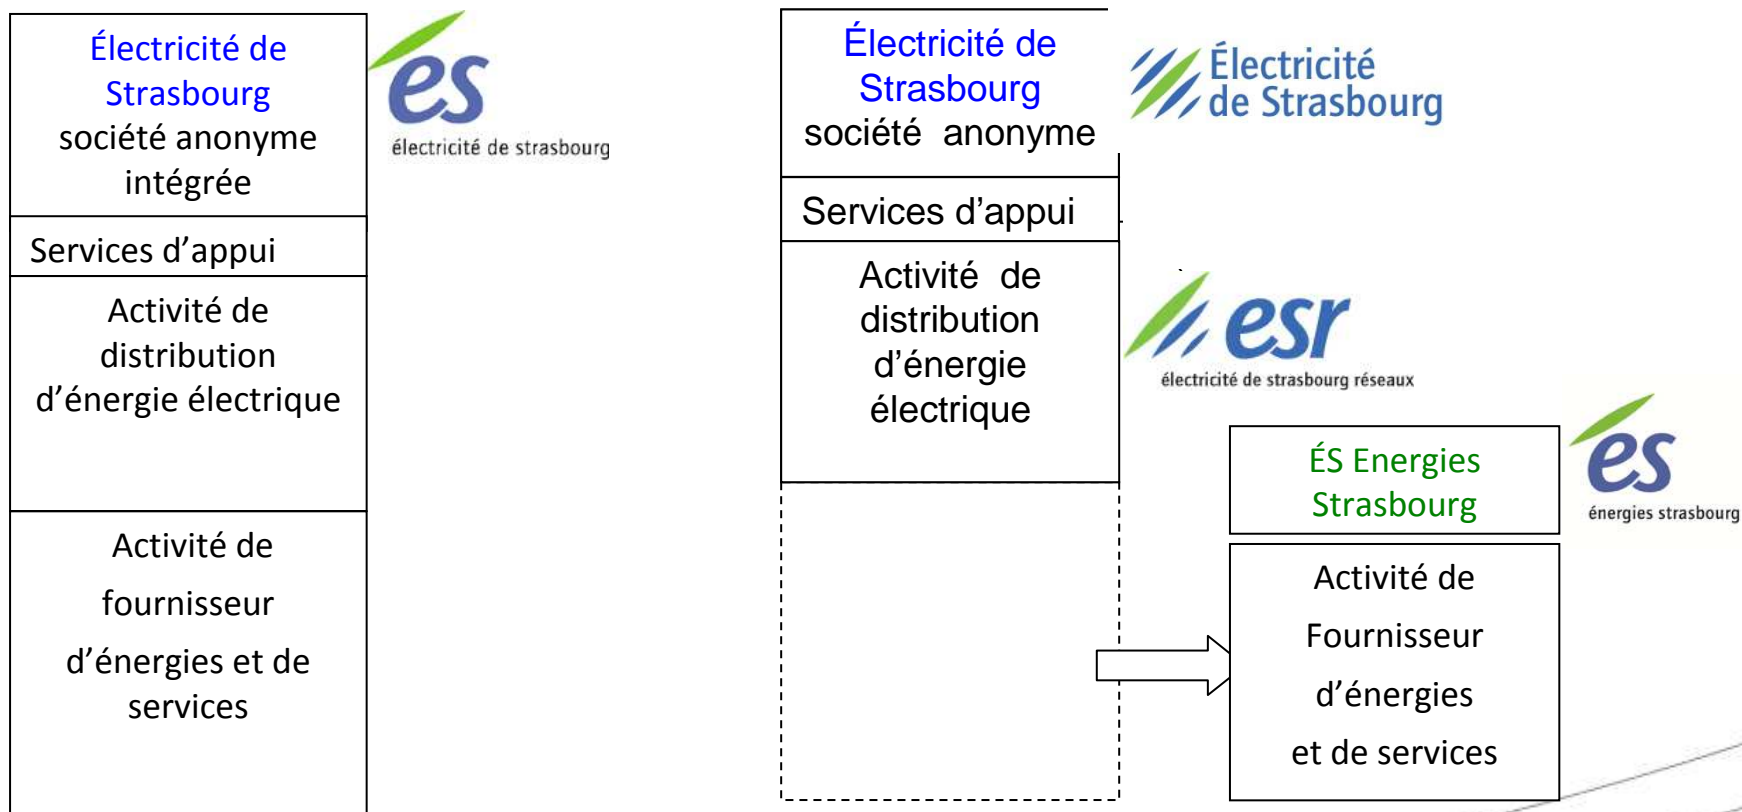 Électricité de
Strasbourg
société anonyme
intégrée
Services d’appui
Activité de
distribution
d’énergie électrique
Activité de
fournisseur
d’énergies et de
services
és
électricité de strasbourg
Électricité de
Strasbourg
société anonyme
Services d’appui
Activité de
distribution
d’énergie
électrique
Électricité
de Strasbourg
esr
électricité de strasbourg réseaux
ÉS Energies
Strasbourg
Activité de
Fournisseur
d’énergies
et de services
és
énergies strasbourg